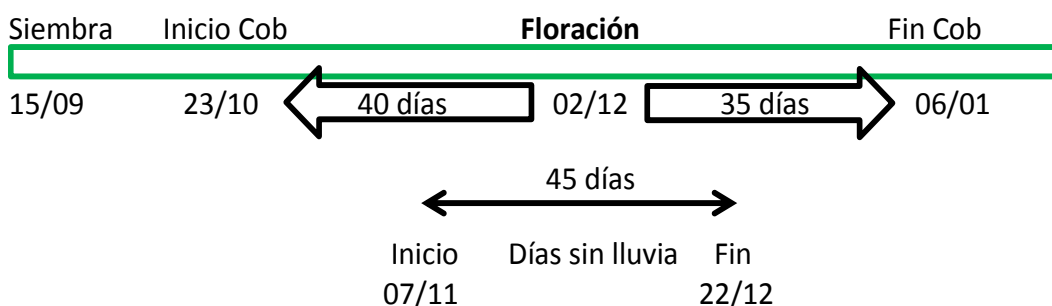 Siembra Inicio Cob Floración Fin Cob
15/09 23/10 40 días 02/12 35 días 06/01
45 días
Inicio Días sin lluvia Fin
07/11 22/12